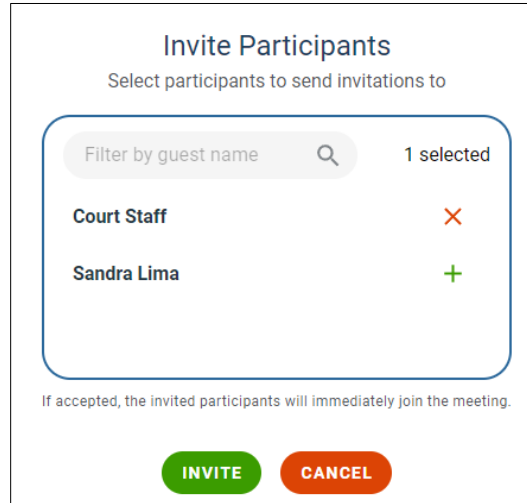 Invite Participants
Select participants to send invitations to
Filter by guest name 1 selected
Court Staff
Sandra Lima
If accepted, the invited participants will immediately join the meeting.
INVITE CANCEL